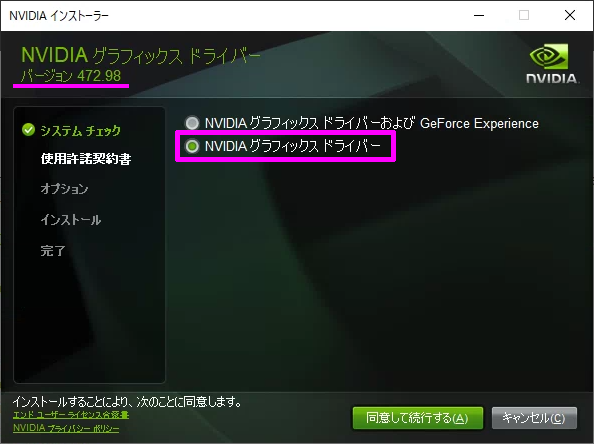 NVIDIA インストーラー
NVIDIA グラフィックス ドライバー
バージョン 472.98
NVIDIA.
システム チェック
使用許諾契約書
オプション
インストール
完了
NVIDIA グラフィックス ドライバーおよび GeForce Experience
NVIDIA グラフィックス ドライバー
インストールすることにより、次のことに同意します。
エンド ユーザー ライセンス合意書
NVIDIA プライバシー ポリシー
同意して続行する(A)
キャンセル(C)